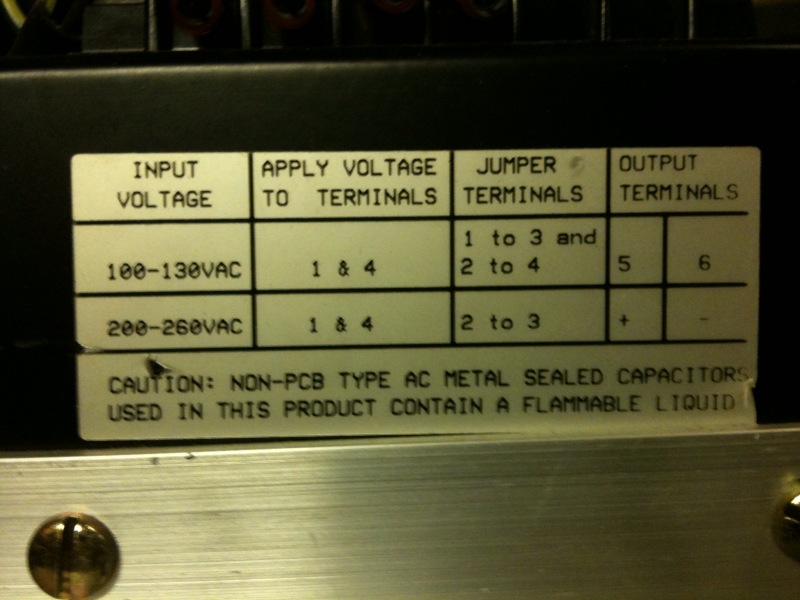 INPUT VOLTAGE
APPLY VOLTAGE TO TERMINALS
JUMPER TERMINALS
OUTPUT TERMINALS
100-130VAC
1 & 4
1 to 3 and
2 to 4
5
6
200-260VAC
1 & 4
2 to 3
+
-
CAUTION: NON-PCB TYPE AC METAL SEALED CAPACITORS
USED IN THIS PRODUCT CONTAIN A FLAMMABLE LIQUID